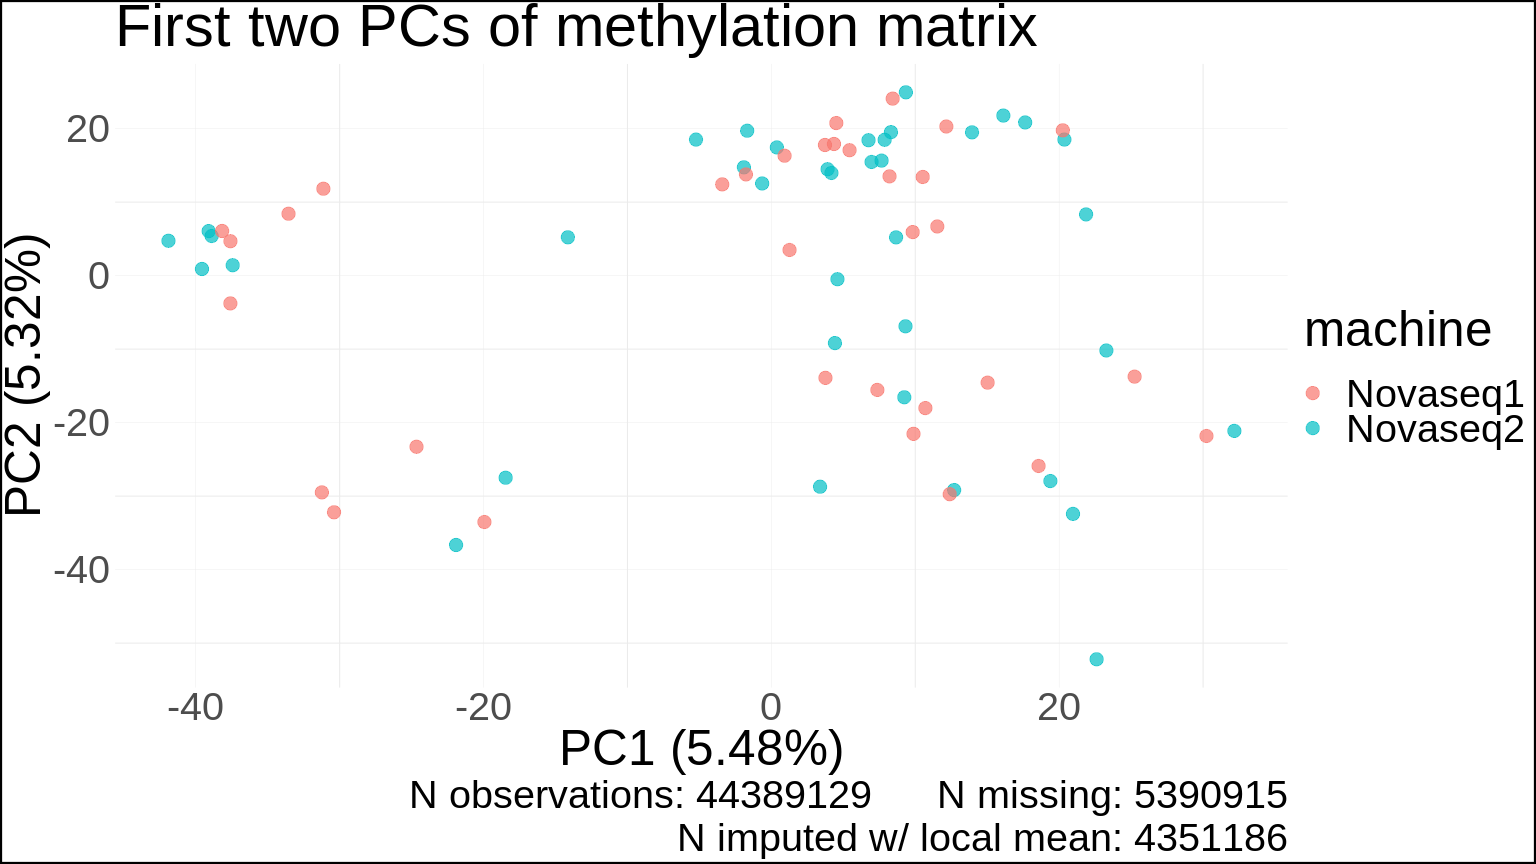 First two PCs of methylation matrix
20
0
-20
-40
PC2 (5.32%)
-40 -20 0 20
PC1 (5.48%)
machine
Novaseq1
Novaseq2
N observations: 44389129 N missing: 5390915
N imputed w/ local mean: 4351186